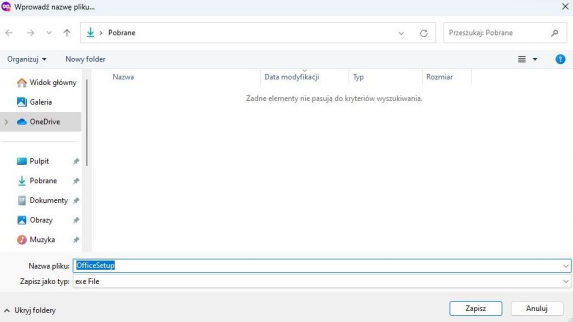 Wprowadź nazwę pliku...
Pobrane
Przeszukaj: Pobrane
Organizuj
Nowy folder
Widok główny
Galeria
OneDrive
Pulpit
Pobrane
Dokumenty
Obrazy
Muzyka
Nazwa
Data modyfikacji
Typ
Rozmiar
Żadne elementy nie pasują do kryteriów wyszukiwania.
Nazwa pliku:
OfficeSetup
Zapisz jako typ:
exe File
Ukryj foldery
Zapisz
Anuluj